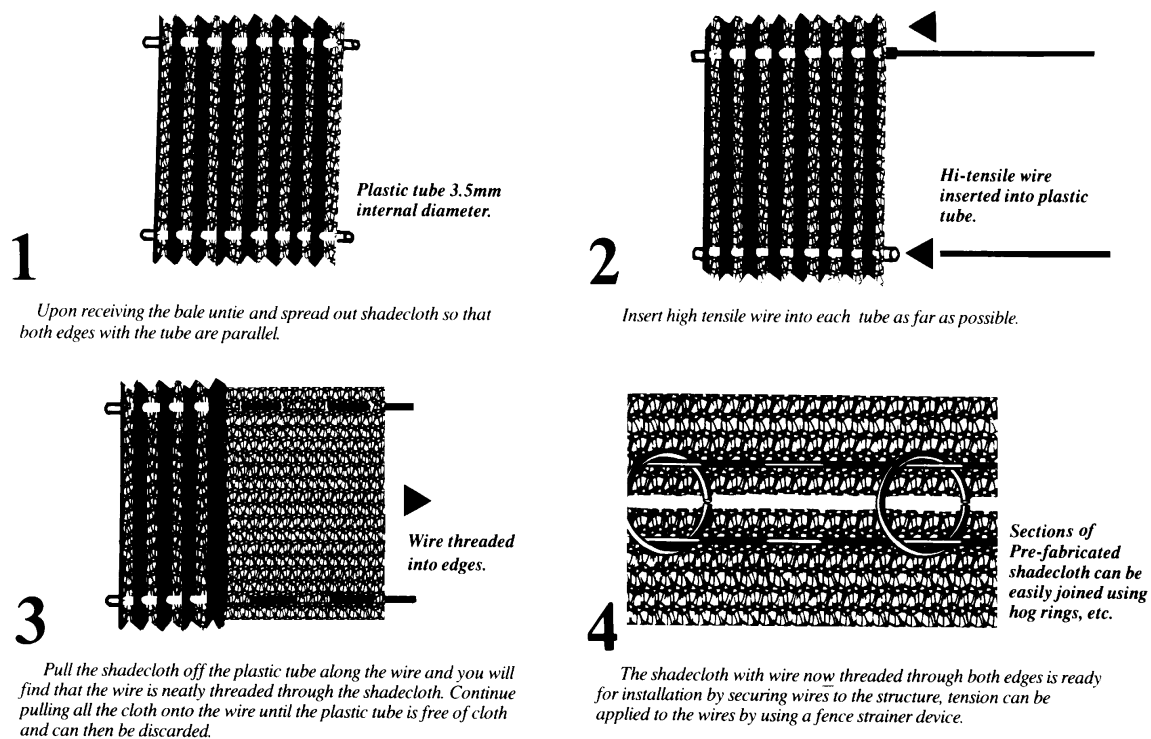 Plastic tube 3.5mm
internal diameter.
1
Upon receiving the bale untie and spread out shadecloth so that
both edges with the tube are parallel.
Hi-tensile wire
inserted into plastic
tube.
2
Insert high tensile wire into each tube as far as possible.
Wire threaded
into edges.
3
Pull the shadecloth off the plastic tube along the wire and you will
find that the wire is neatly threaded through the shadecloth. Continue
pulling all the cloth onto the wire until the plastic tube is free of cloth
and can then be discarded.
Sections of
Pre-fabricated
shadecloth can be
easily joined using
hog rings, etc.
4
The shadecloth with wire now threaded through both edges is ready
for installation by securing wires to the structure, tension can be
applied to the wires by using a fence strainer device.